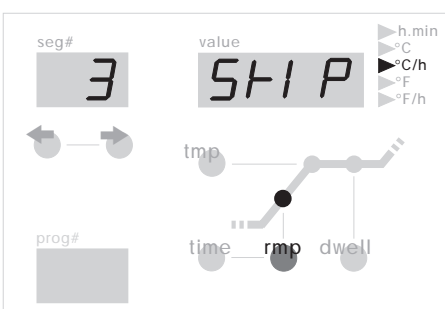 seg#
value
h.min
°C
°C/h
°F
°F/h
3
SHIP
tmp
prog#
time rmp dwell